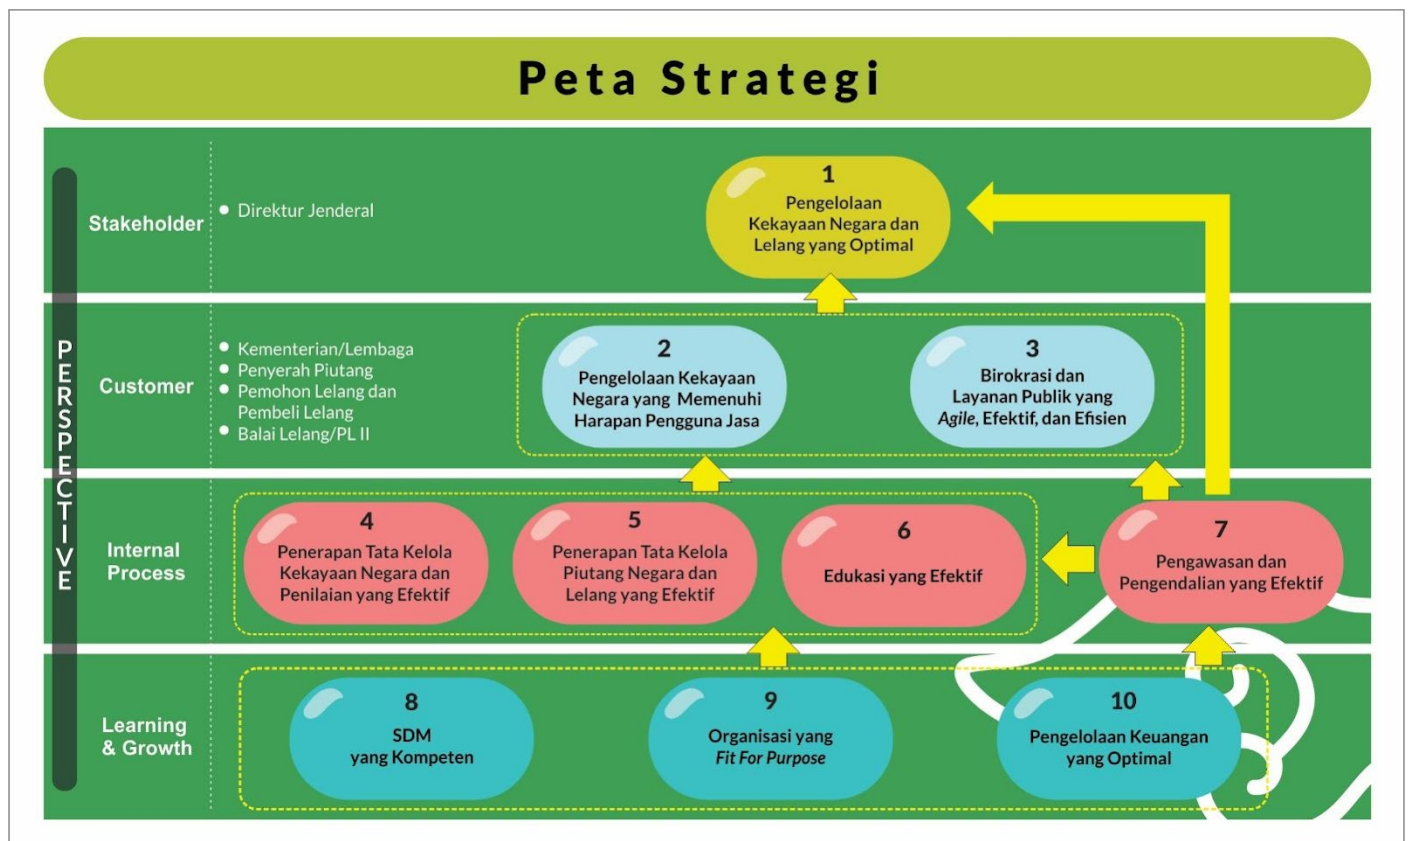 Peta Strategi
PERSPECTIVE
Stakeholder
Direktur Jenderal
1
Pengelolaan
Kekayaan Negara dan
Lelang yang Optimal
Customer
Kementerian/Lembaga
Penyerah Piutang
Pemohon Lelang dan
Pembeli Lelang
Balai Lelang/PL II
2
Pengelolaan Kekayaan
Negara yang Memenuhi
Harapan Pengguna Jasa
3
Birokrasi dan
Layanan Publik yang
Agile, Efektif, dan Efisien
Internal
Process
4
Penerapan Tata Kelola
Kekayaan Negara dan
Penilaian yang Efektif
5
Penerapan Tata Kelola
Piutang Negara dan
Lelang yang Efektif
6
Edukasi yang Efektif
7
Pengawasan dan
Pengendalian yang Efektif
Learning
& Growth
8
SDM
yang Kompeten
9
Organisasi yang
Fit For Purpose
10
Pengelolaan Keuangan
yang Optimal